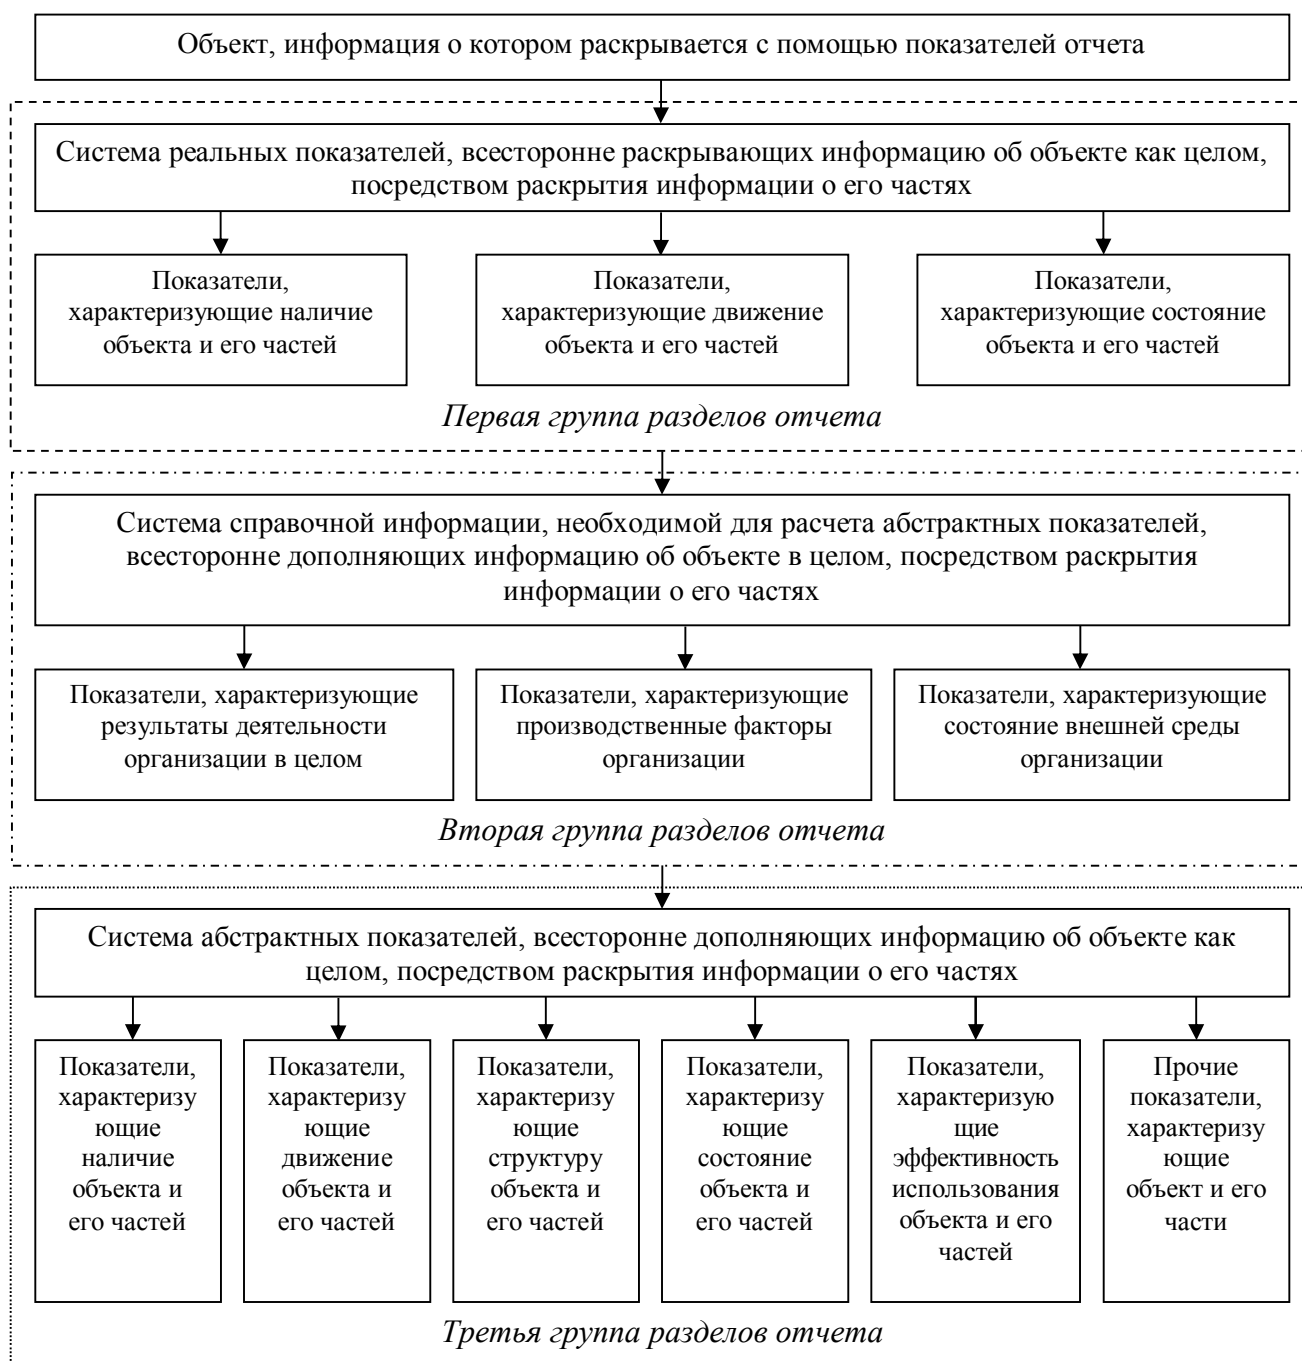 Объект, информация о котором раскрывается с помощью показателей отчета
Система реальных показателей, всесторонне раскрывающих информацию об объекте как целом,
посредством раскрытия информации о его частях
Показатели,
характеризующие наличие
объекта и его частей
Показатели,
характеризующие движение
объекта и его частей
Показатели,
характеризующие состояние
объекта и его частей
Первая группа разделов отчета
Система справочной информации, необходимой для расчета абстрактных показателей,
всесторонне дополняющих информацию об объекте в целом, посредством раскрытия
информации о его частях
Показатели, характеризующие
результаты деятельности
организации в целом
Показатели, характеризующие
производственные факторы
организации
Показатели, характеризующие
состояние внешней среды
организации
Вторая группа разделов отчета
Система абстрактных показателей, всесторонне дополняющих информацию об объекте как
целом, посредством раскрытия информации о его частях
Показатели,
характеризу
ющие
наличие
объекта и
его частей
Показатели,
характеризу
ющие
движение
объекта и
его частей
Показатели,
характеризу
ющие
структуру
объекта и
его частей
Показатели,
характеризу
ющие
состояние
объекта и
его частей
Показатели,
характеризую
щие
эффективность
использования
объекта и его
частей
Прочие
показатели,
характеризу
ющие
объект и его
части
Третья группа разделов отчета